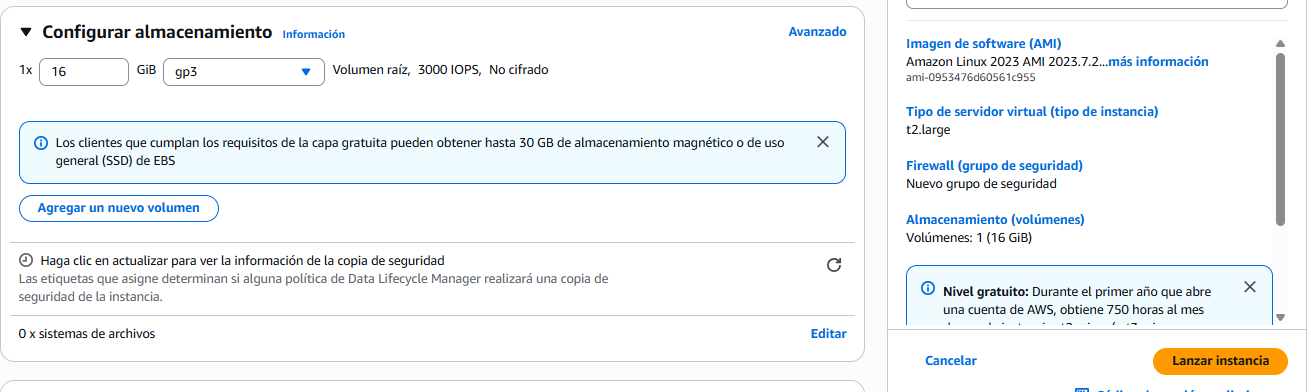 Configurar almacenamiento Información Avanzado
1x 16 GiB gp3 Volumen raíz, 3000 IOPS, No cifrado
Los clientes que cumplan los requisitos de la capa gratuita pueden obtener hasta 30 GB de almacenamiento magnético o de uso
general (SSD) de EBS
Agregar un nuevo volumen
Haga clic en actualizar para ver la información de la copia de seguridad
Las etiquetas que asigne determinan si alguna política de Data Lifecycle Manager realizará una copia de
seguridad de la instancia.
0 x sistemas de archivos Editar
Imagen de software (AMI)
Amazon Linux 2023 AMI 2023.7.2...más información
ami-0953476d60561c955
Tipo de servidor virtual (tipo de instancia)
t2.large
Firewall (grupo de seguridad)
Nuevo grupo de seguridad
Almacenamiento (volúmenes)
Volúmenes: 1 (16 GiB)
Nivel gratuito: Durante el primer año que abre
una cuenta de AWS, obtiene 750 horas al mes
Cancelar Lanzar instancia